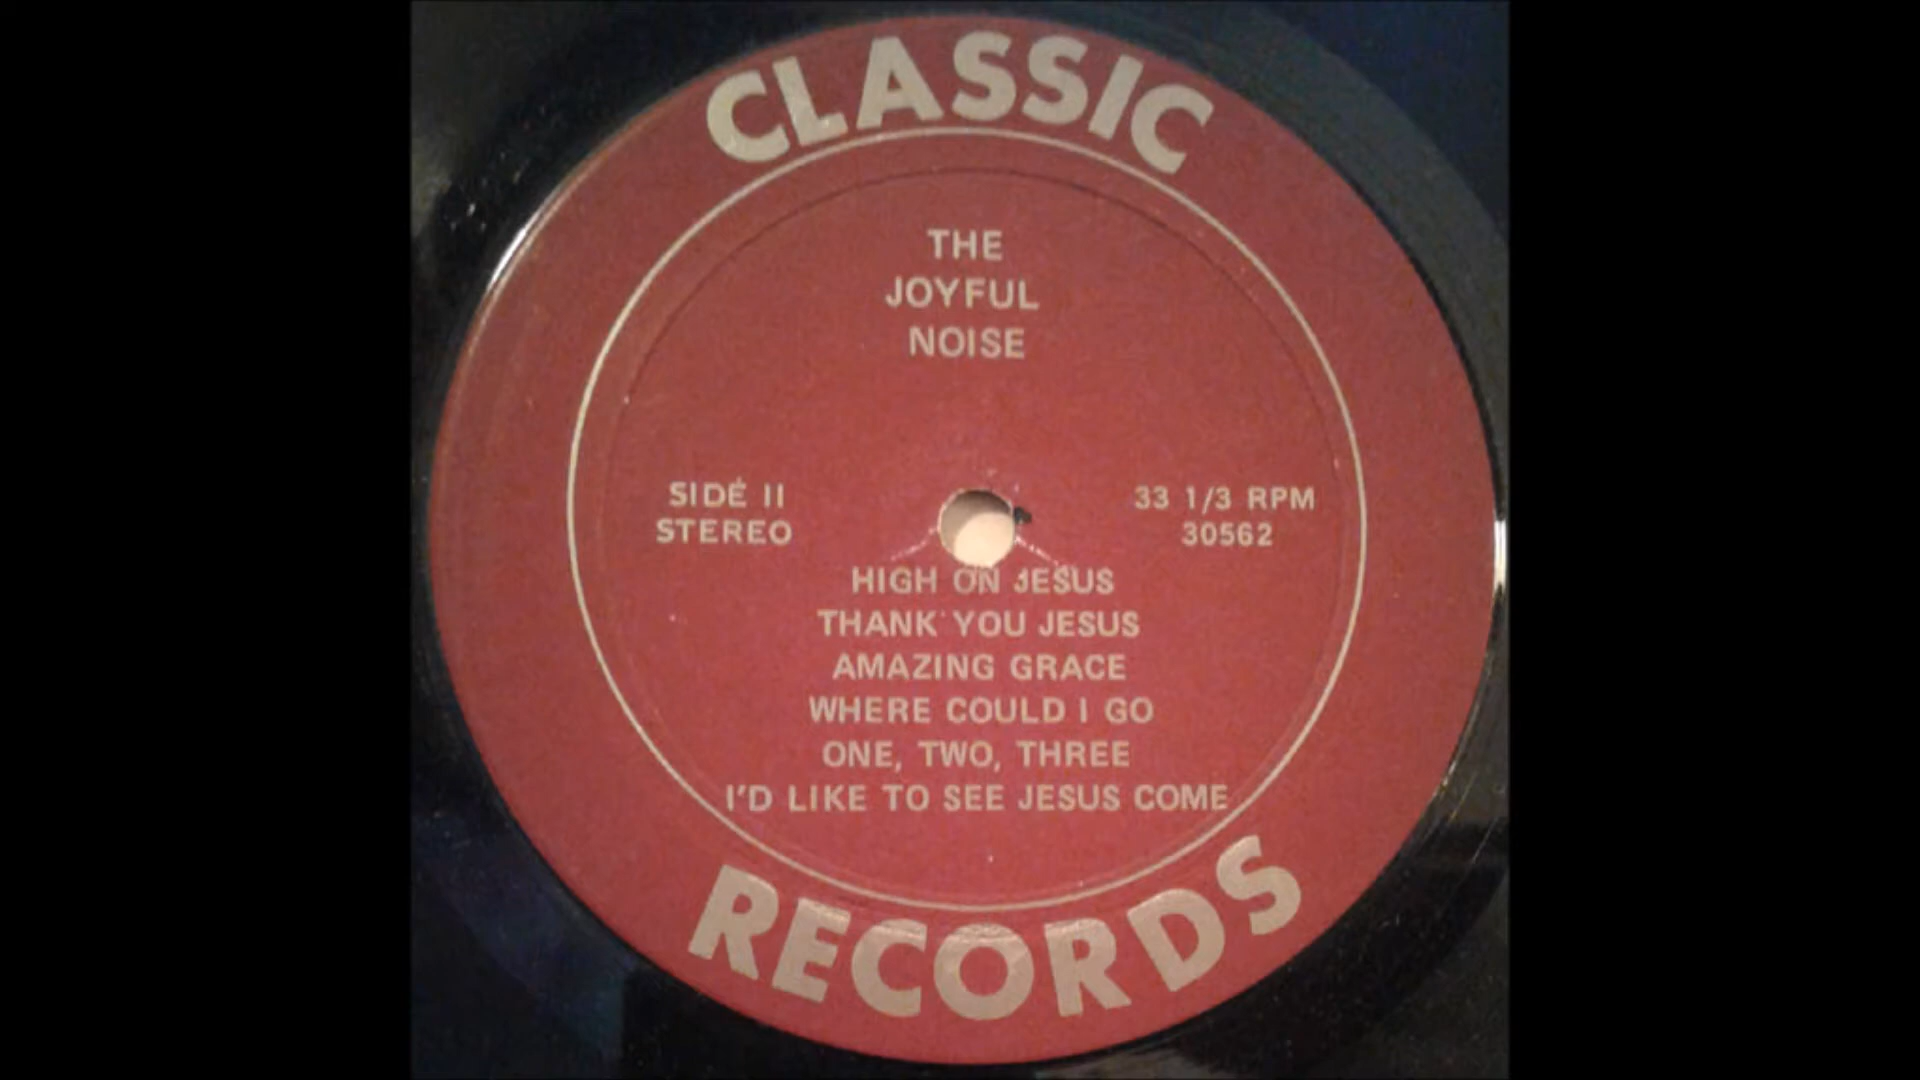 CLASSIC
THE
JOYFUL
NOISE
SIDE II
STEREO
33 1/3 RPM
30562
HIGH ON JESUS
THANK YOU JESUS
AMAZING GRACE
WHERE COULD I GO
ONE, TWO, THREE
I'D LIKE TO SEE JESUS COME
RECORDS